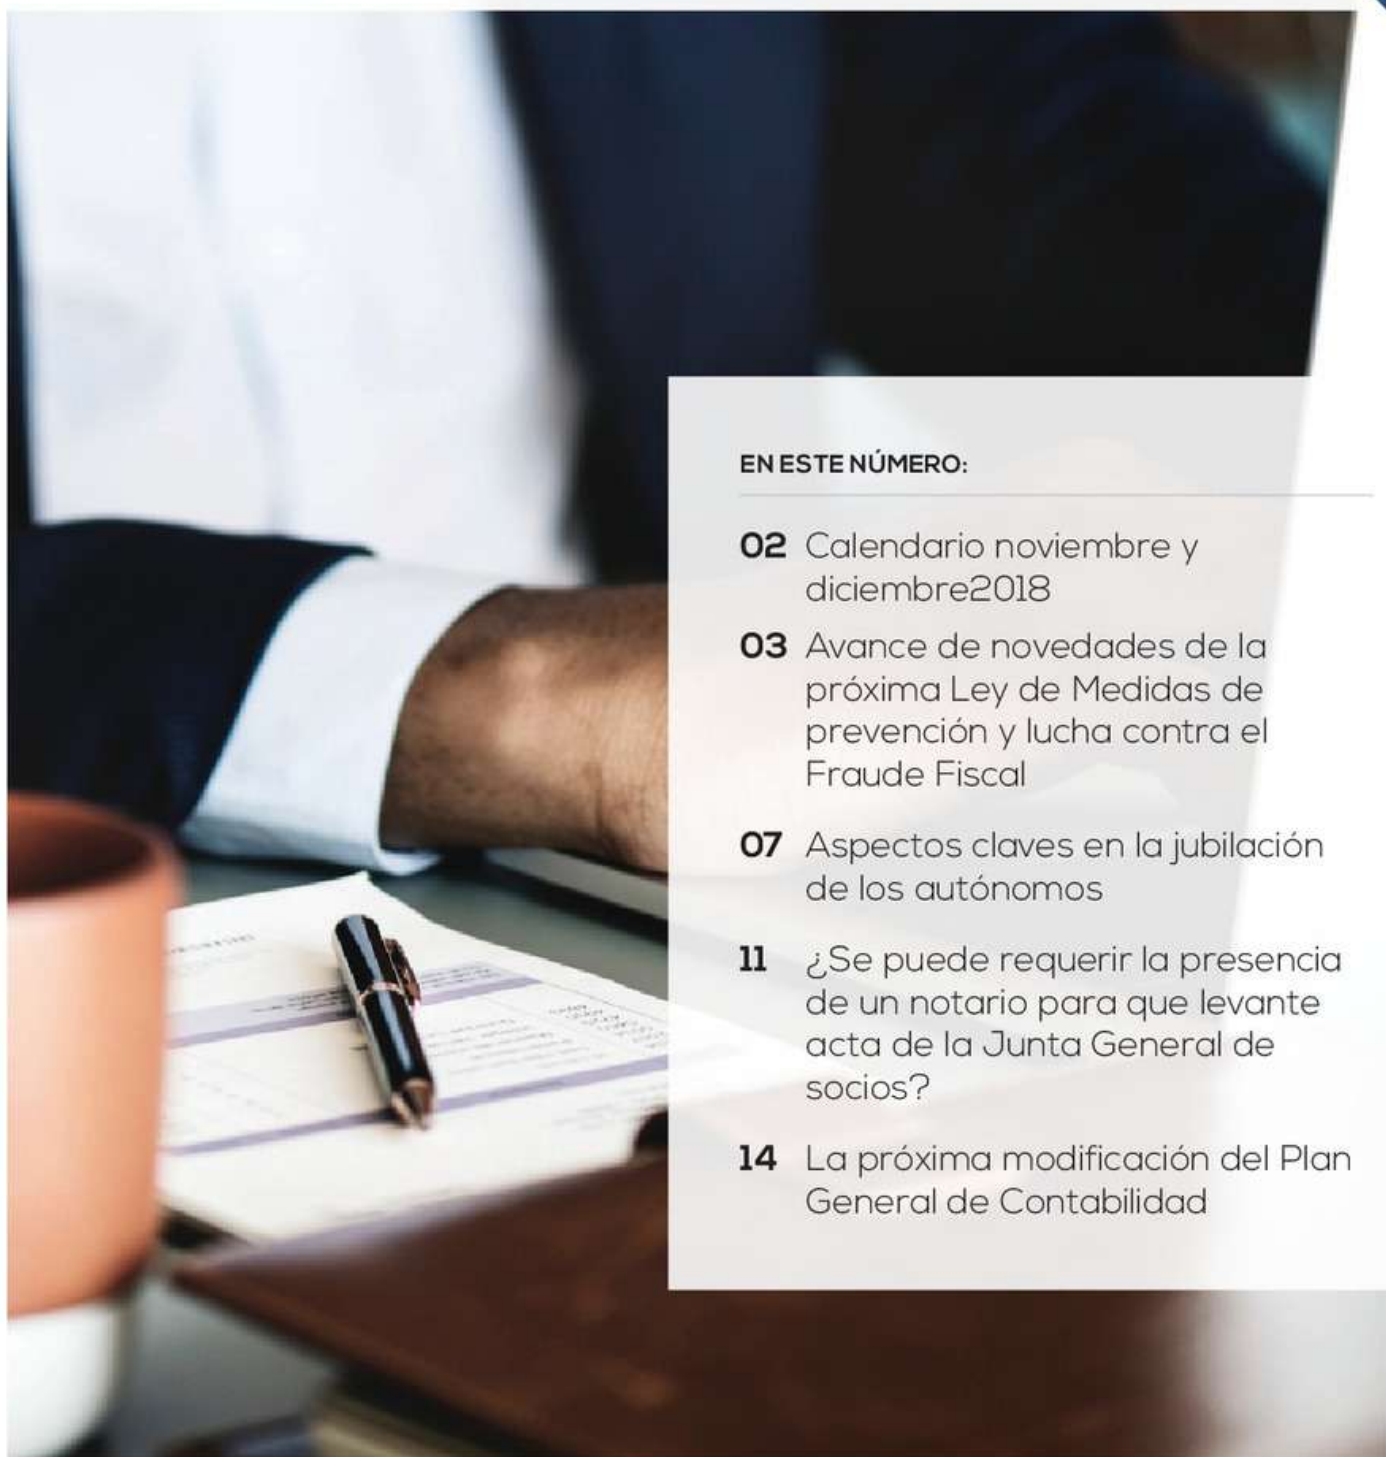 EN ESTE NÚMERO:
02 Calendario noviembre y
diciembre2018
03 Avance de novedades de la
próxima Ley de Medidas de
prevención y lucha contra el
Fraude Fiscal
07 Aspectos claves en la jubilación
de los autónomos
11 ¿Se puede requerir la presencia
de un notario para que levante
acta de la Junta General de
socios?
14 La próxima modificación del Plan
General de Contabilidad